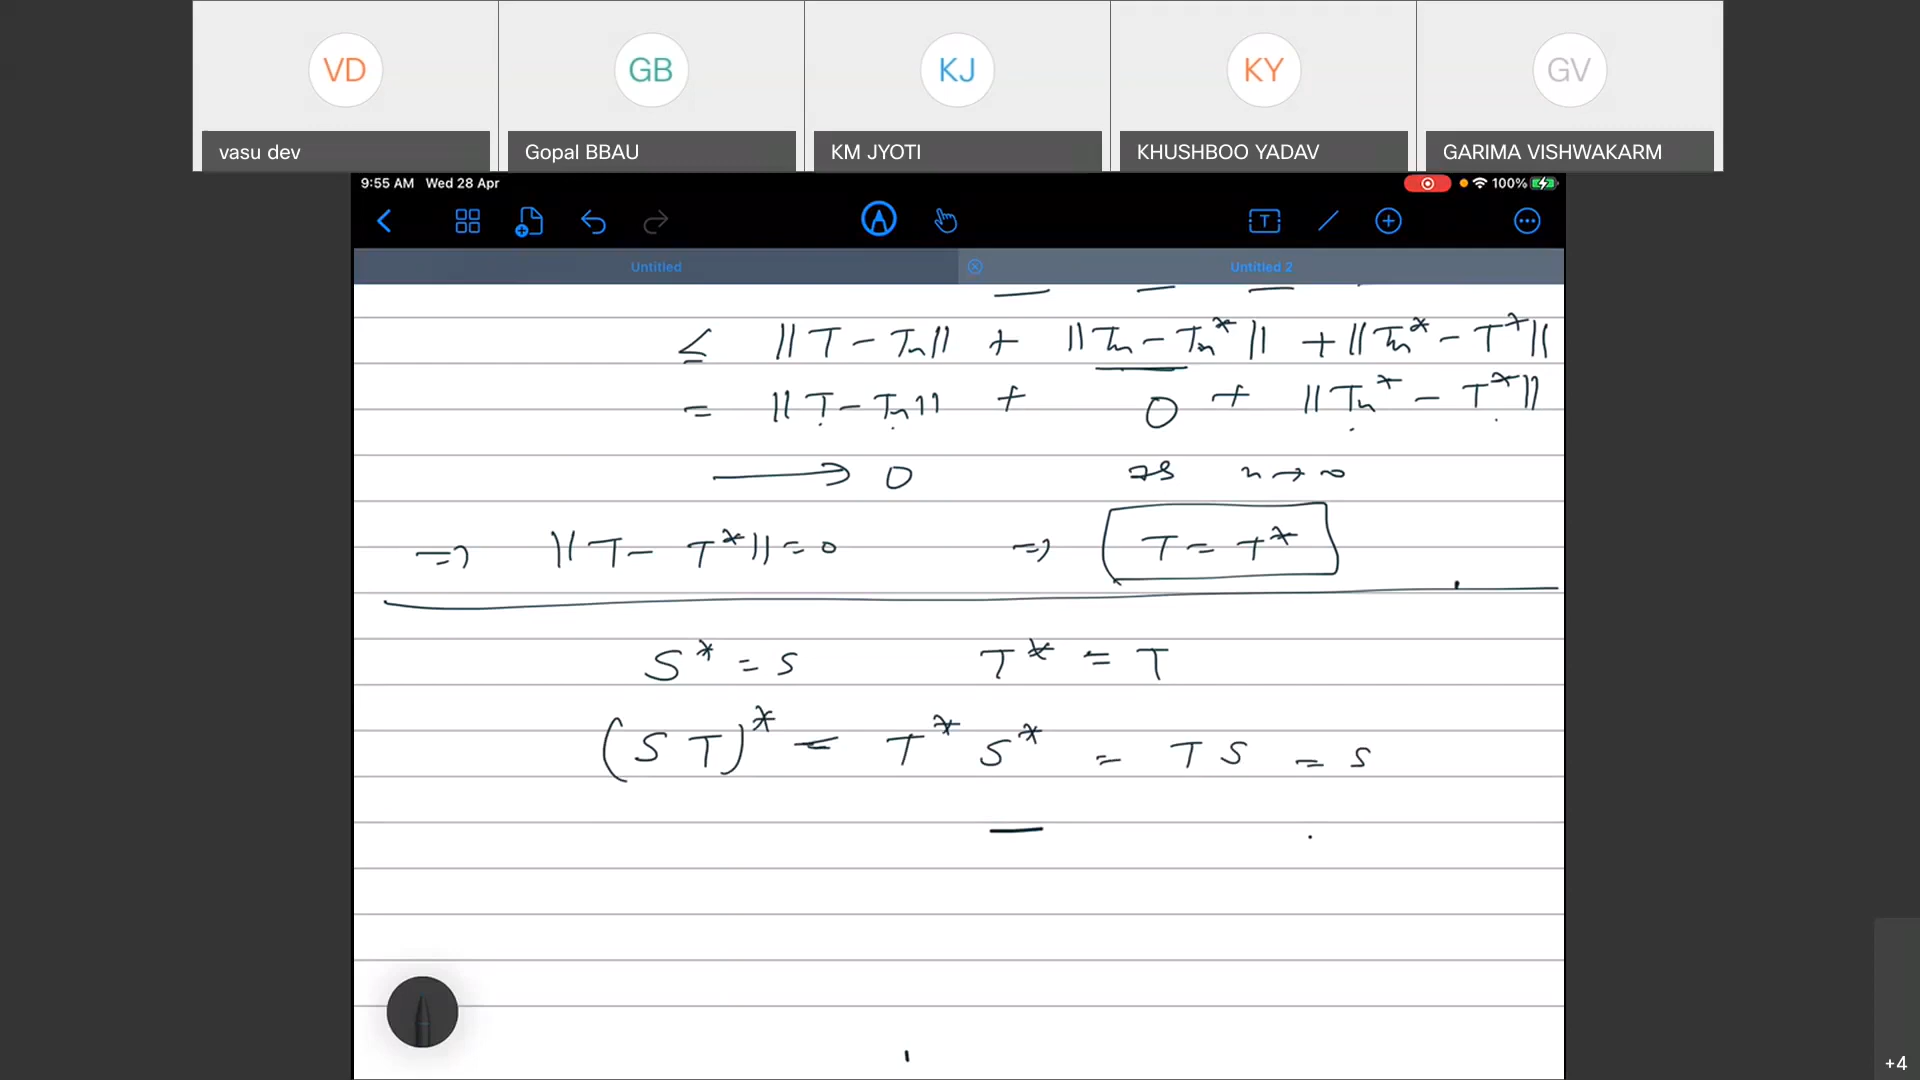 VD GB KJ KY GV
vasu dev Gopal BBAU KM JYOTI KHUSHBOO YADAV GARIMA VISHWAKARM
9:55 AM Wed 28 Apr 100%
T
Untitled Untitled 2
≤ ||T - Tn|| + ||Tn - Tn*|| + ||Tn* - T*||
= ||T - Tn|| + 0 + ||Tn* - T*||
⟶ 0 as n → ∞
⇒ ||T - T*|| = 0 ⇒ T = T*
S* = S T* = T
(S T)* = T* S* = T S = S
+4